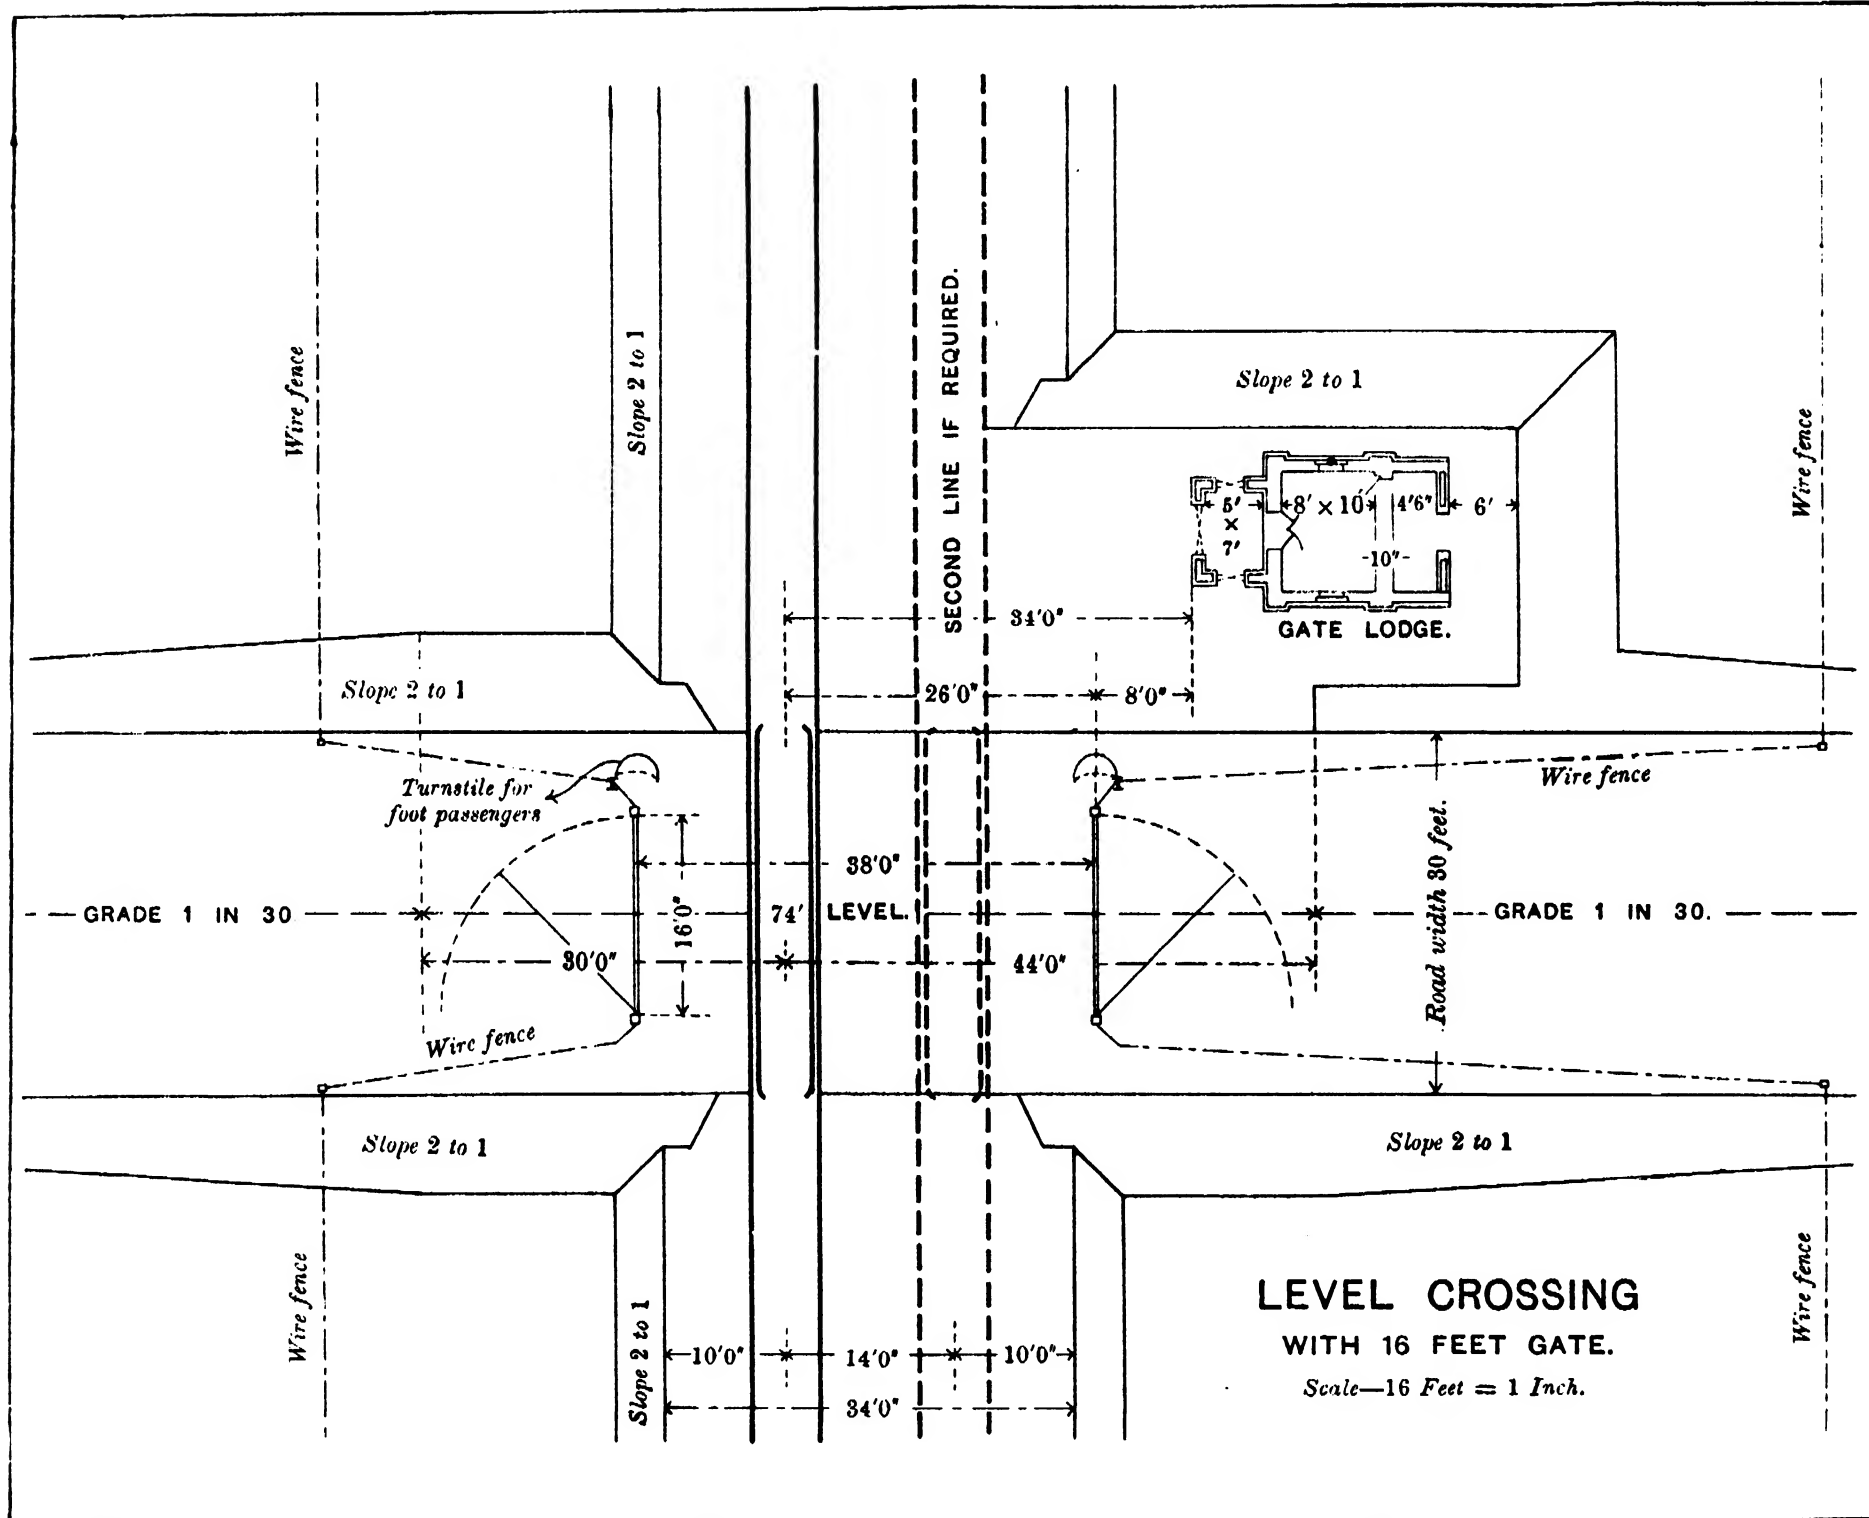 Wire fence
Slope 2 to 1
SECOND LINE IF REQUIRED.
Slope 2 to 1
Wire fence
5' × 7'
8' × 10'
4'6"
6'
10"
GATE LODGE.
34'0"
Slope 2 to 1
26'0"
8'0"
Turnstile for
foot passengers
Wire fence
38'0"
Road width 30 feet.
16'0"
GRADE 1 IN 30
74' LEVEL.
GRADE 1 IN 30.
30'0"
44'0"
Wire fence
Slope 2 to 1
Slope 2 to 1
Wire fence
Slope 2 to 1
Wire fence
LEVEL CROSSING
WITH 16 FEET GATE.
Scale—16 Feet = 1 Inch.
10'0"
14'0"
10'0"
34'0"